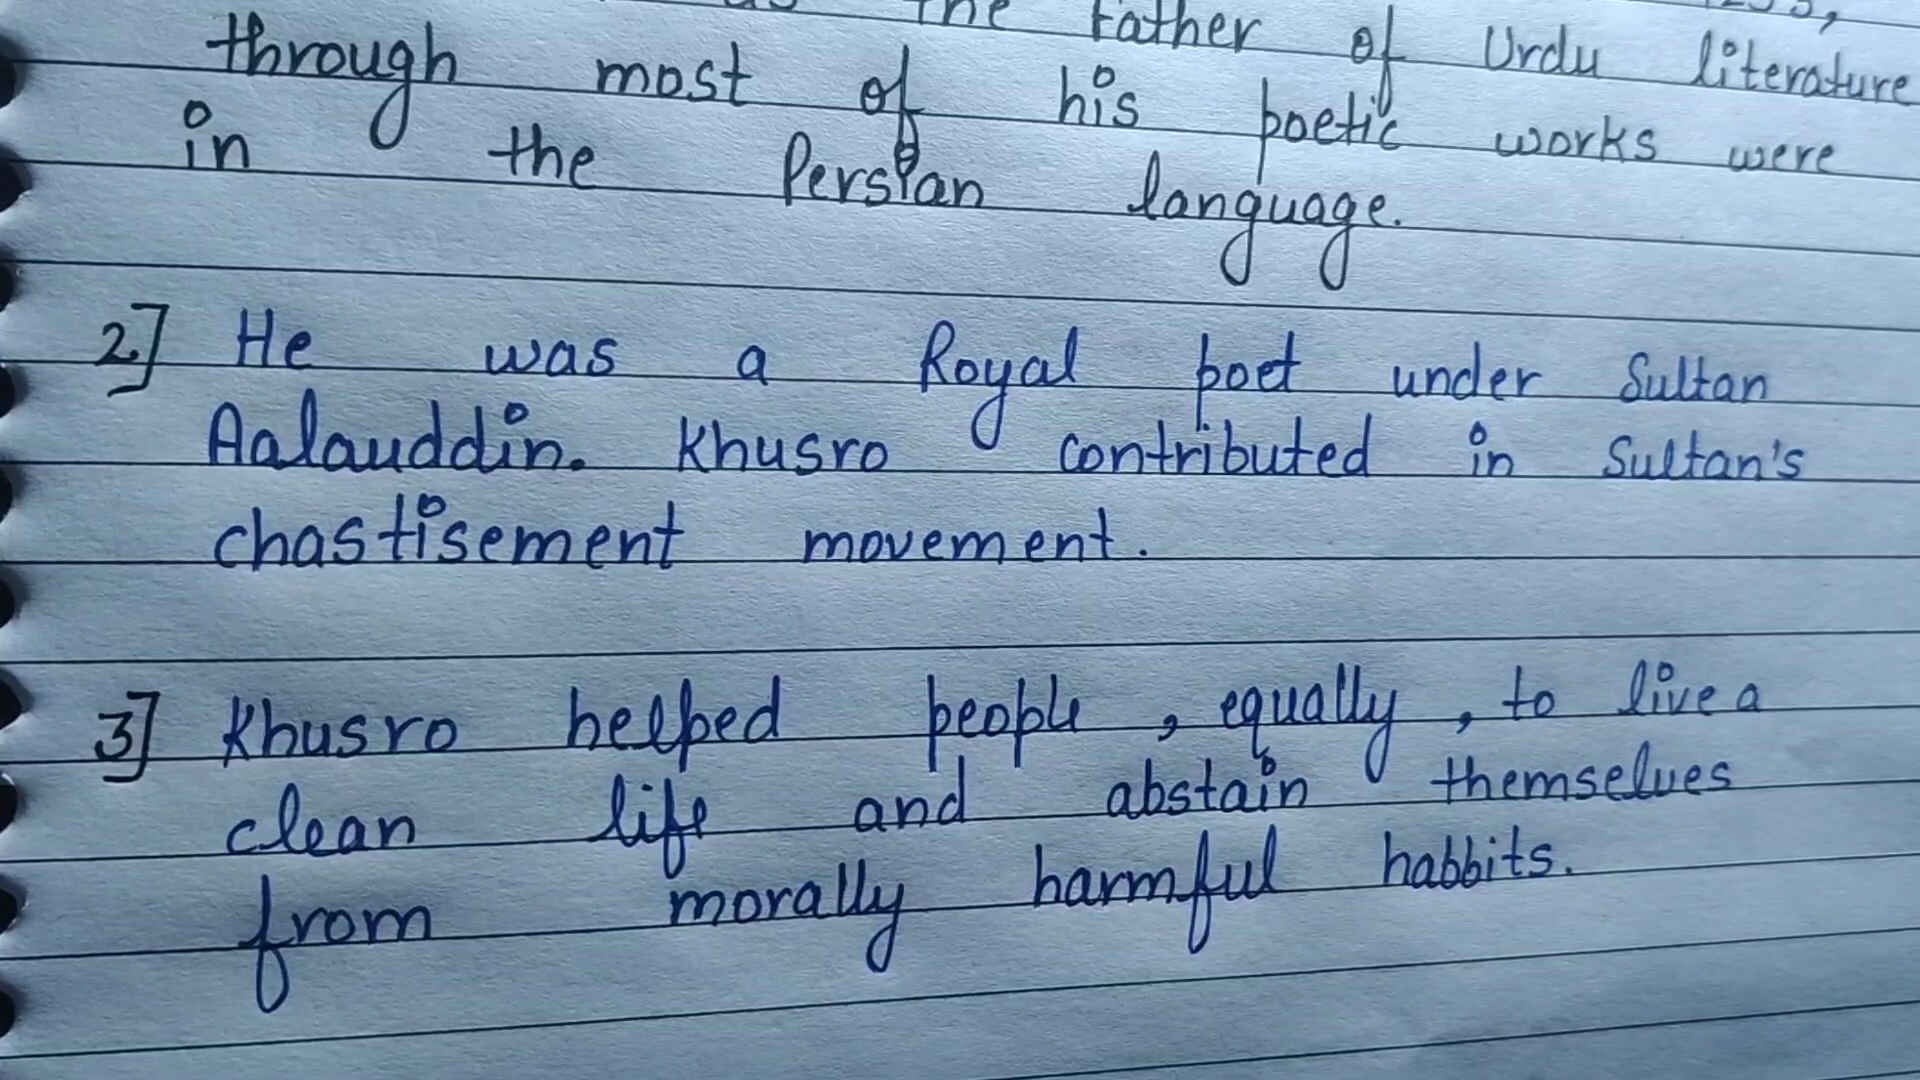 the Father of Urdu literature
through most of his poetic works were
in the Persian language.
2] He was a Royal poet under Sultan
Aalauddin. Khusro contributed in Sultan's
chastisement movement.
3] Khusro helped people, equally, to live a
clean life and abstain themselves
from morally harmful habbits.